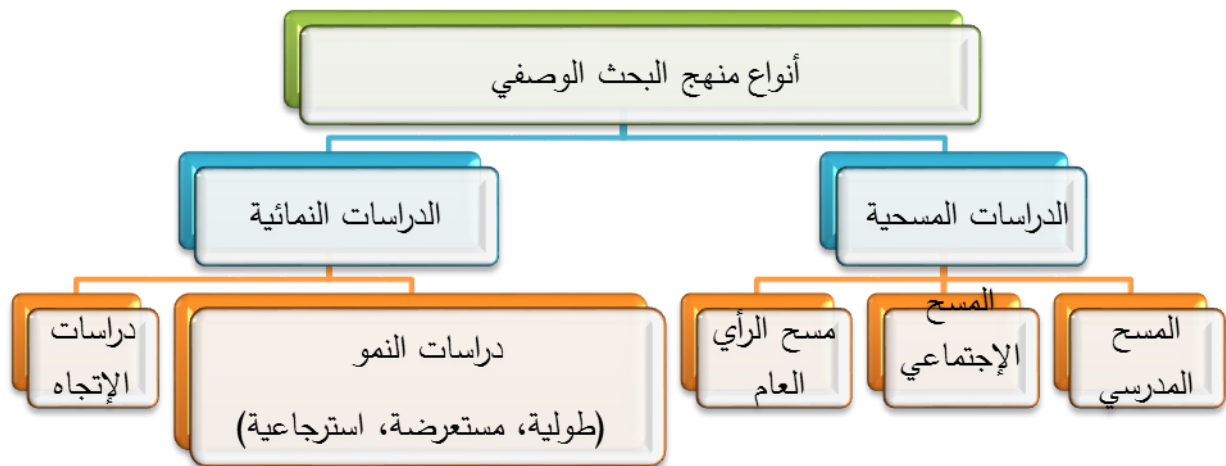 أنواع منهج البحث الوصفي
الدراسات المسحية
الدراسات النمائية
المسح
المدرسي
المسح
الإجتماعي
مسح الرأي
العام
دراسات النمو
(طولية، مستعرضة، استرجاعية)
دراسات
الإتجاه